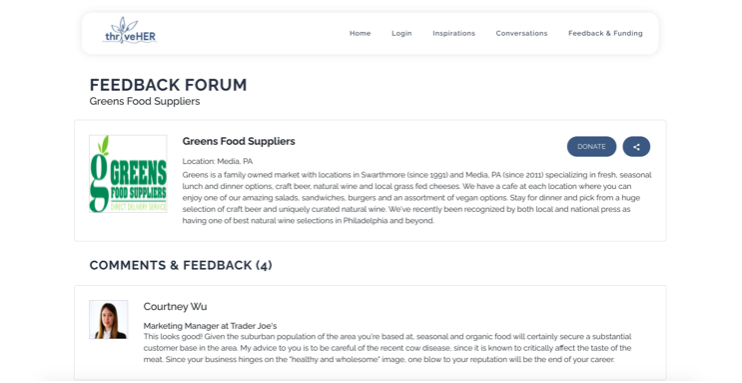 thriveHER
Home Login Inspirations Conversations Feedback & Funding
FEEDBACK FORUM
Greens Food Suppliers
GREENS
FOOD SUPPLIERS
DIRECT DELIVERY SERVICE
Greens Food Suppliers
DONATE
Location: Media, PA
Greens is a family owned market with locations in Swarthmore (since 1991) and Media, PA (since 2011) specializing in fresh, seasonal
lunch and dinner options, craft beer, natural wine and local grass fed cheeses. We have a cafe at each location where you can
enjoy one of our amazing salads, sandwiches, burgers and an assortment of vegan options. Stay for dinner and pick from a huge
selection of craft beer and uniquely curated natural wine. We've recently been recognized by both local and national press as
having one of best natural wine selections in Philadelphia and beyond.
COMMENTS & FEEDBACK (4)
Courtney Wu
Marketing Manager at Trader Joe's
This looks good! Given the suburban population of the area you're based at, seasonal and organic food will certainly secure a substantial
customer base in the area. My advice to you is to be careful of the recent cow disease, since it is known to critically affect the taste of the
meat. Since your business hinges on the "healthy and wholesome" image, one blow to your reputation will be the end of your career.